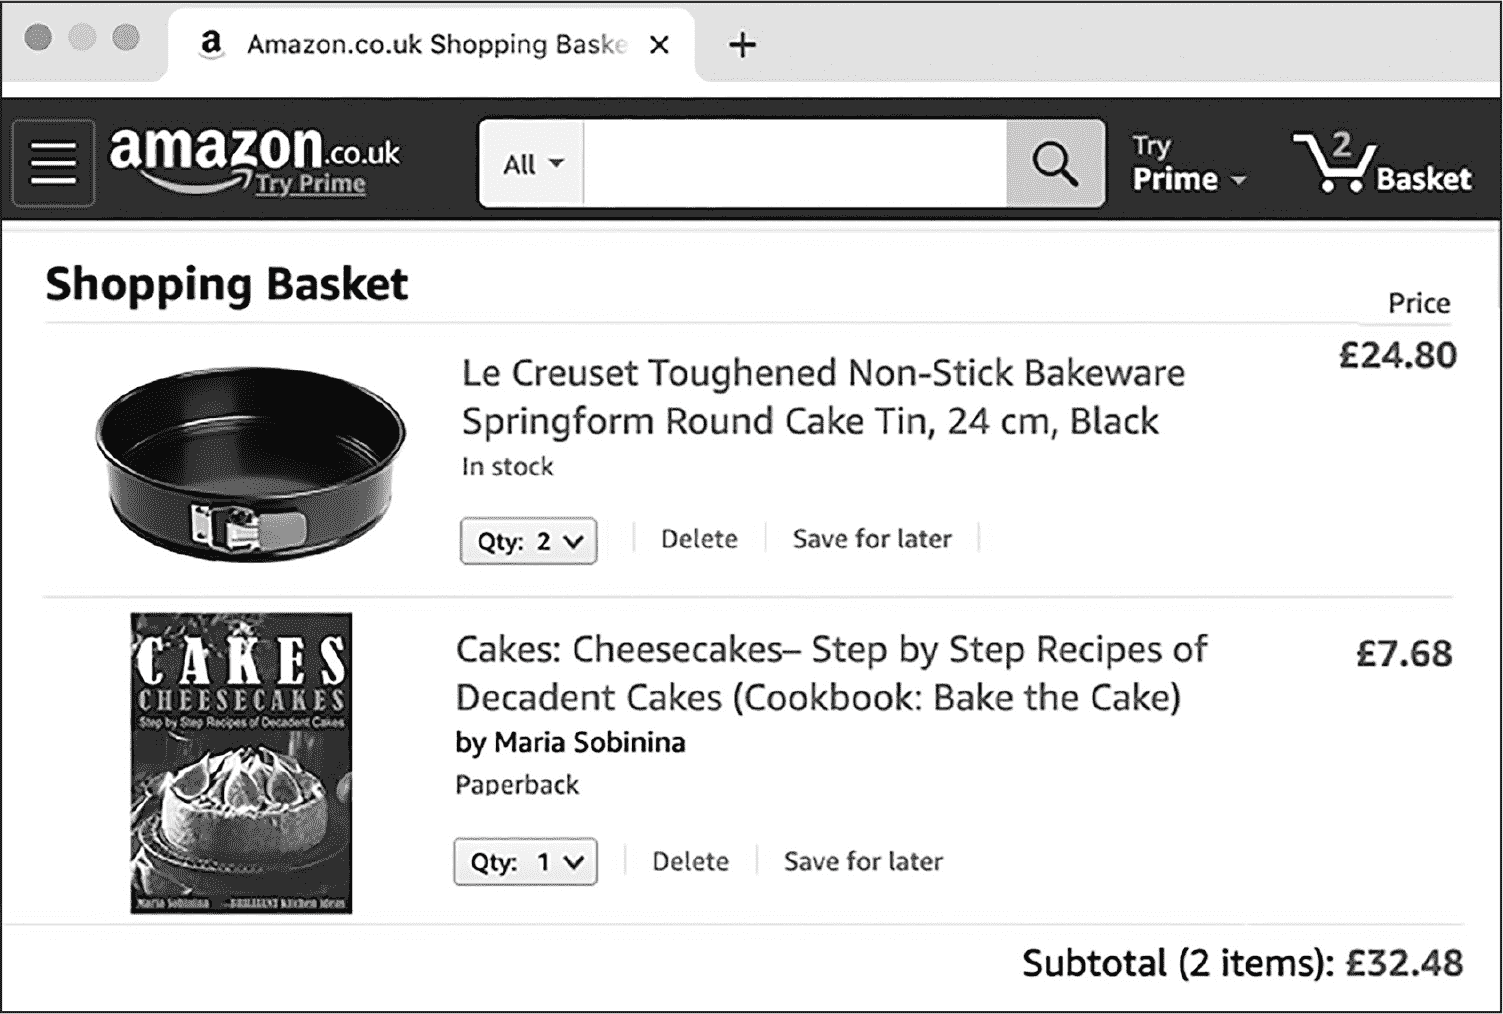 a Amazon.co.uk Shopping Baske
amazon.co.uk
Try Prime
All
Try
Prime
2
Basket
Shopping Basket
Price
Le Creuset Toughened Non-Stick Bakeware
Springform Round Cake Tin, 24 cm, Black
£24.80
In stock
Qty: 2
Delete
Save for later
CAKES
CHEESECAKES
Step by Step Recipes of Decadent Cakes
Maria Sobinina
BRILLIANT kitchen ideas
Cakes: Cheesecakes– Step by Step Recipes of
Decadent Cakes (Cookbook: Bake the Cake)
£7.68
by Maria Sobinina
Paperback
Qty: 1
Delete
Save for later
Subtotal (2 items): £32.48